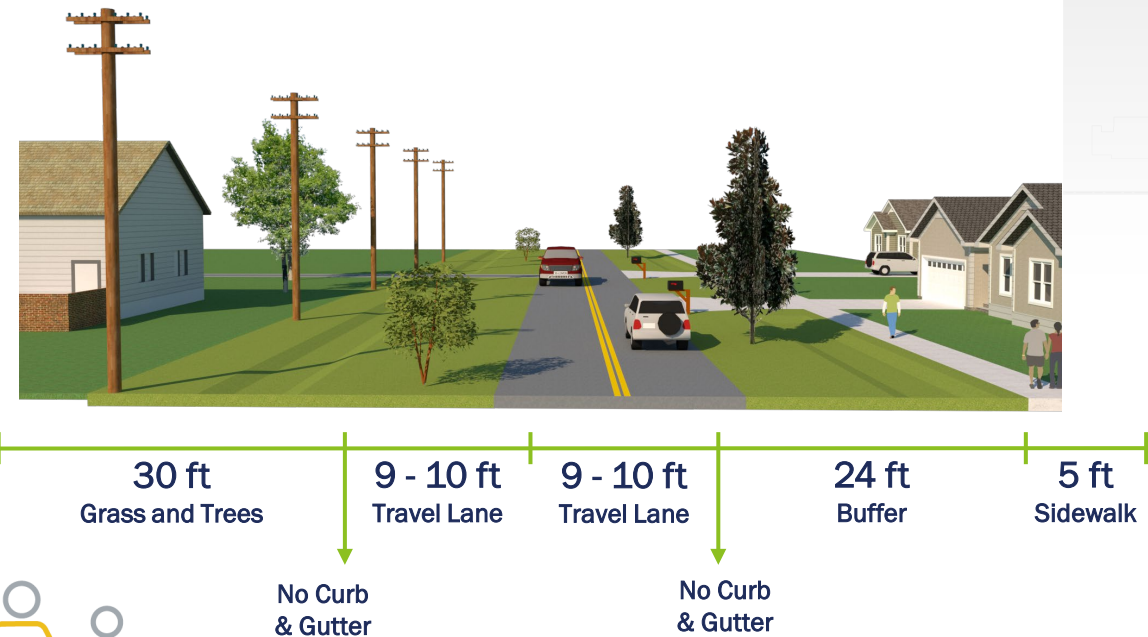 30 ft
Grass and Trees
9 - 10 ft
Travel Lane
9 - 10 ft
Travel Lane
24 ft
Buffer
5 ft
Sidewalk
No Curb
& Gutter
No Curb
& Gutter